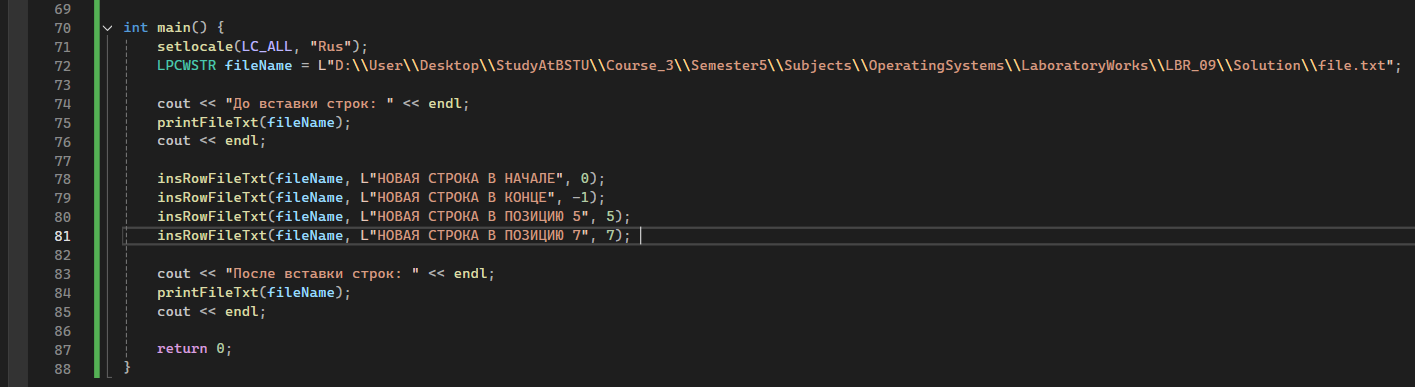 69
70 int main() {
71 setlocale(LC_ALL, "Rus");
72 LPCWSTR fileName = L"D:\\User\\Desktop\\StudyAtBSTU\\Course_3\\Semester5\\Subjects\\OperatingSystems\\LaboratoryWorks\\LBR_09\\Solution\\file.txt";
73
74 cout << "До вставки строк: " << endl;
75 printFileTxt(fileName);
76 cout << endl;
77
78 insRowFileTxt(fileName, L"НОВАЯ СТРОКА В НАЧАЛЕ", 0);
79 insRowFileTxt(fileName, L"НОВАЯ СТРОКА В КОНЦЕ", -1);
80 insRowFileTxt(fileName, L"НОВАЯ СТРОКА В ПОЗИЦИЮ 5", 5);
81 insRowFileTxt(fileName, L"НОВАЯ СТРОКА В ПОЗИЦИЮ 7", 7);
82
83 cout << "После вставки строк: " << endl;
84 printFileTxt(fileName);
85 cout << endl;
86
87 return 0;
88 }